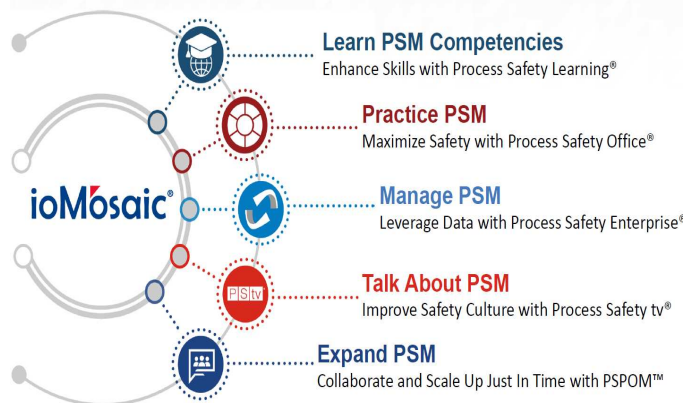 Learn PSM Competencies
Enhance Skills with Process Safety Learning®
Practice PSM
Maximize Safety with Process Safety Office®
ioMosaic®
Manage PSM
Leverage Data with Process Safety Enterprise®
Talk About PSM
Improve Safety Culture with Process Safety tv®
PStv
Expand PSM
Collaborate and Scale Up Just In Time with PSPOM™